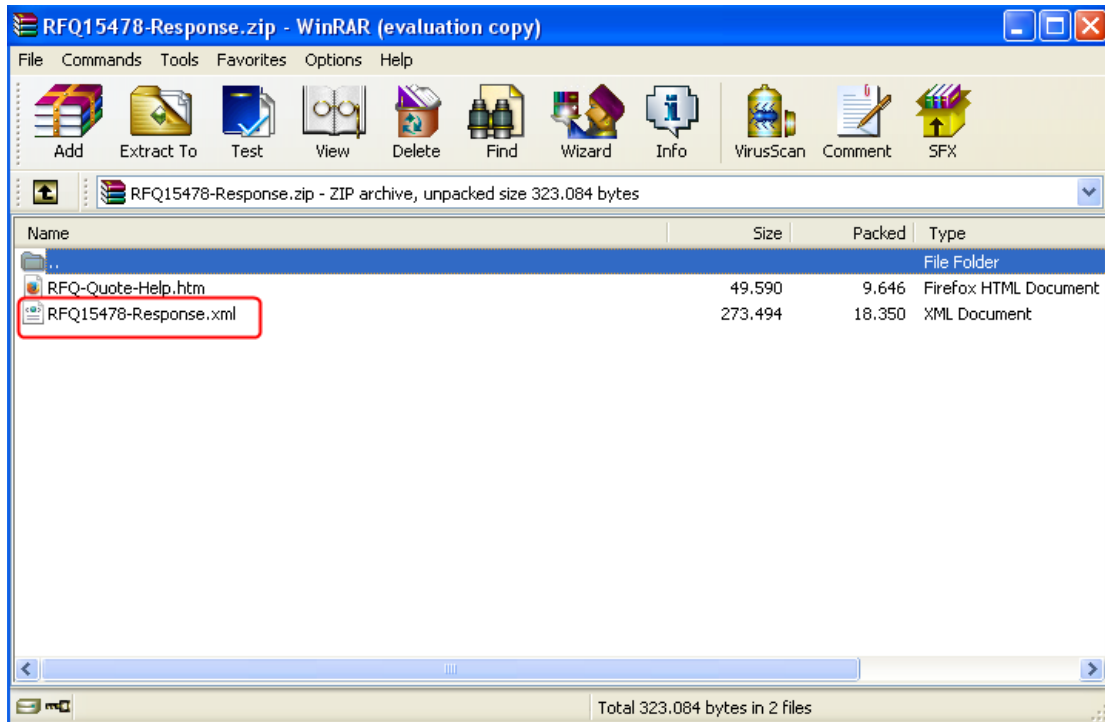 RFQ15478-Response.zip - WinRAR (evaluation copy)
File Commands Tools Favorites Options Help
Add Extract To Test View Delete Find Wizard Info VirusScan Comment SFX
RFQ15478-Response.zip - ZIP archive, unpacked size 323.084 bytes
Name Size Packed Type
.. File Folder
RFQ-Quote-Help.htm 49.590 9.646 Firefox HTML Document
RFQ15478-Response.xml 273.494 18.350 XML Document
Total 323.084 bytes in 2 files